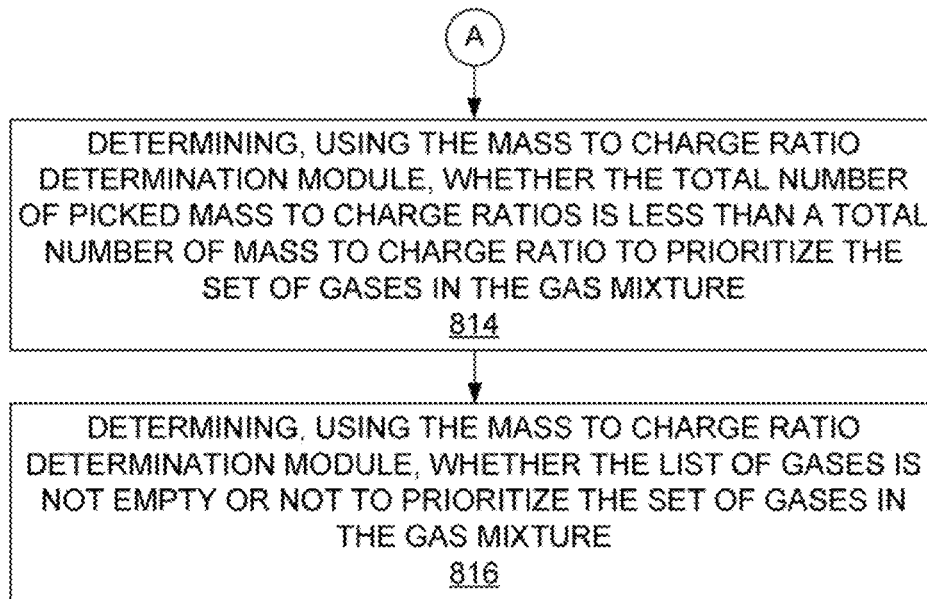 A
DETERMINING, USING THE MASS TO CHARGE RATIO
DETERMINATION MODULE, WHETHER THE TOTAL NUMBER
OF PICKED MASS TO CHARGE RATIOS IS LESS THAN A TOTAL
NUMBER OF MASS TO CHARGE RATIO TO PRIORITIZE THE
SET OF GASES IN THE GAS MIXTURE
814
DETERMINING, USING THE MASS TO CHARGE RATIO
DETERMINATION MODULE, WHETHER THE LIST OF GASES IS
NOT EMPTY OR NOT TO PRIORITIZE THE SET OF GASES IN
THE GAS MIXTURE
816